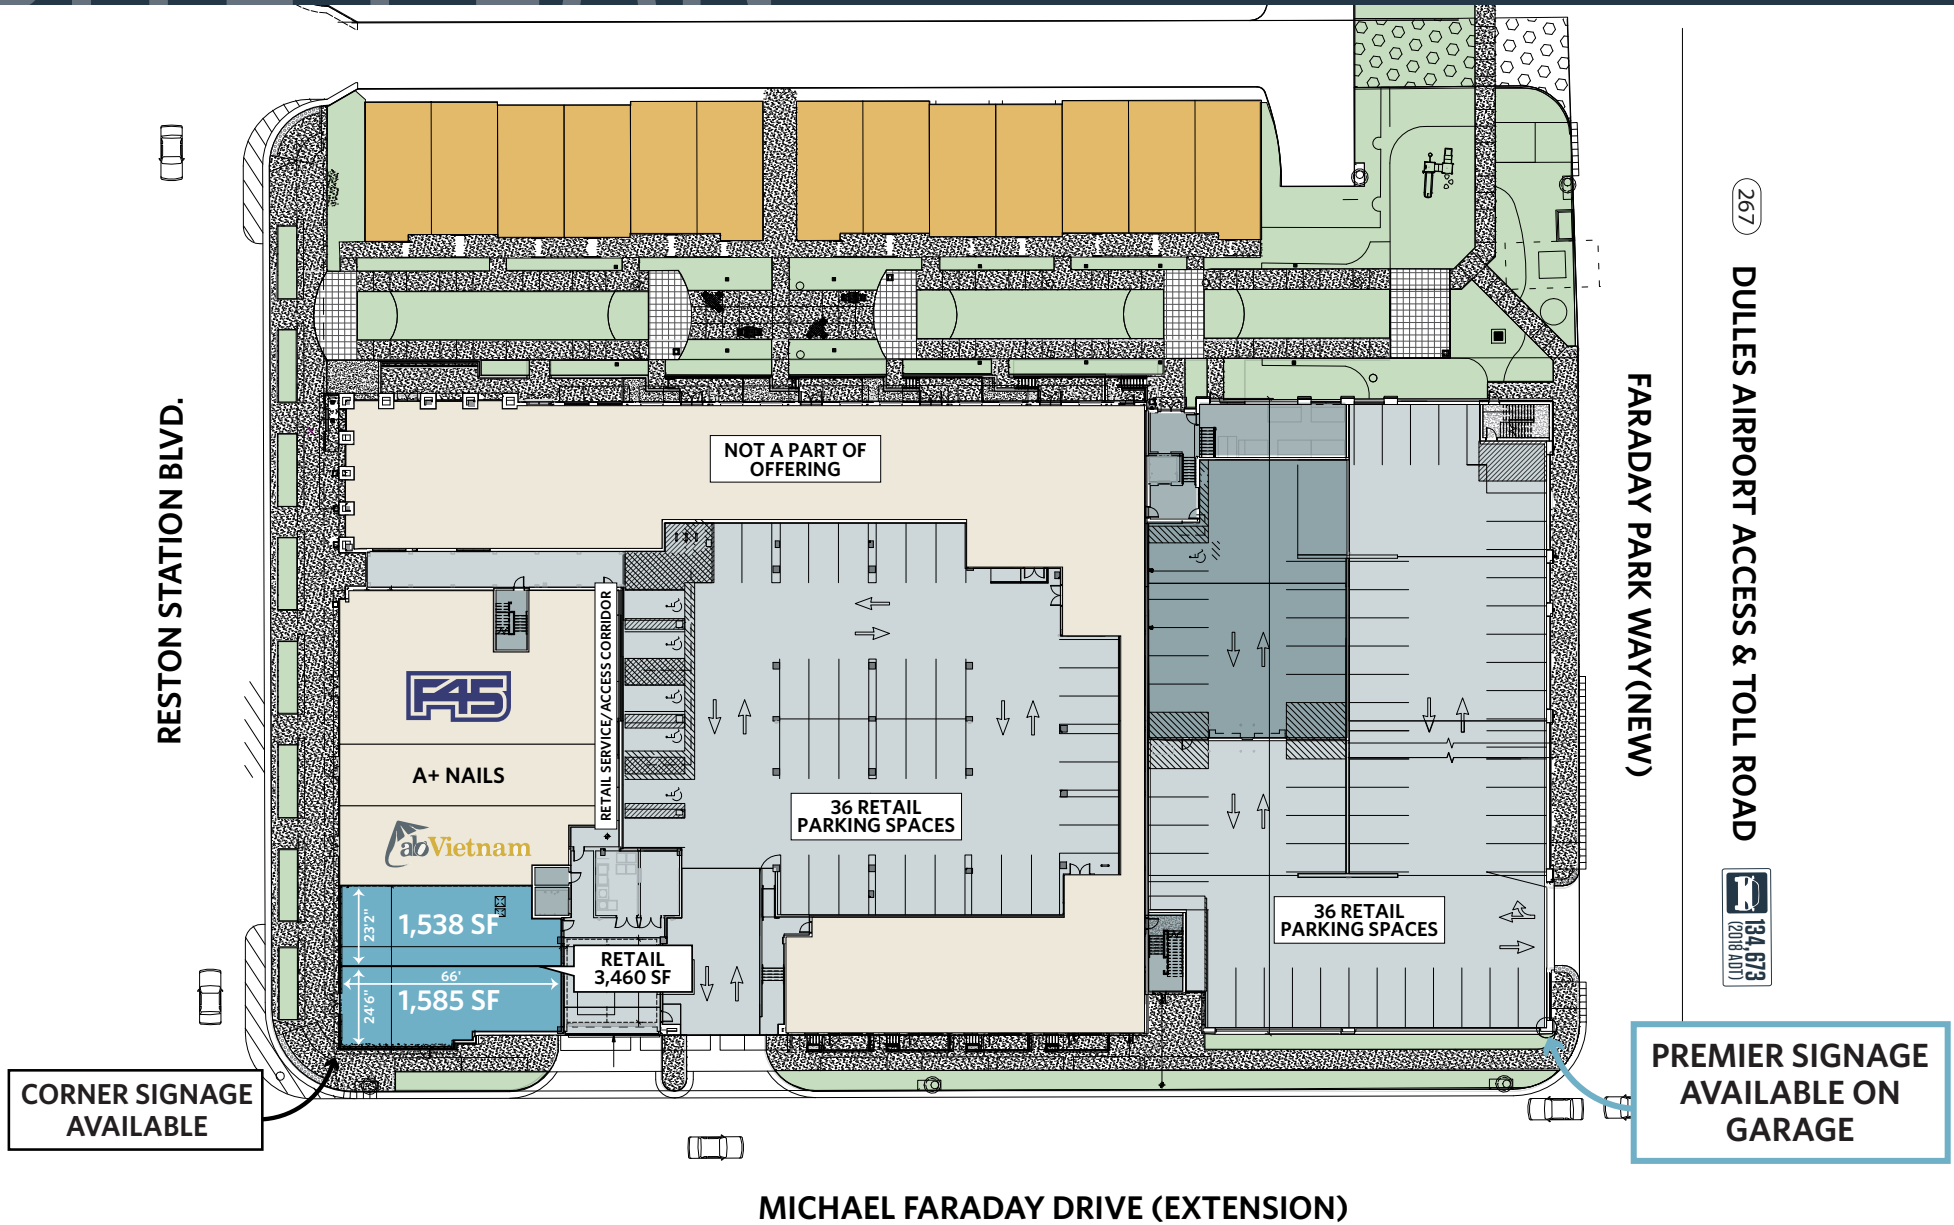 267
DULLES AIRPORT ACCESS & TOLL ROAD
134,673
(2018 ADT)
FARADAY PARK WAY(NEW)
RESTON STATION BLVD.
NOT A PART OF
OFFERING
RETAIL SERVICE/ACCESS CORRIDOR
F45
A+ NAILS
CabVietnam
36 RETAIL
PARKING SPACES
36 RETAIL
PARKING SPACES
23'2"
1,538 SF
RETAIL
3,460 SF
66'
24'6"
1,585 SF
CORNER SIGNAGE
AVAILABLE
PREMIER SIGNAGE
AVAILABLE ON
GARAGE
MICHAEL FARADAY DRIVE (EXTENSION)